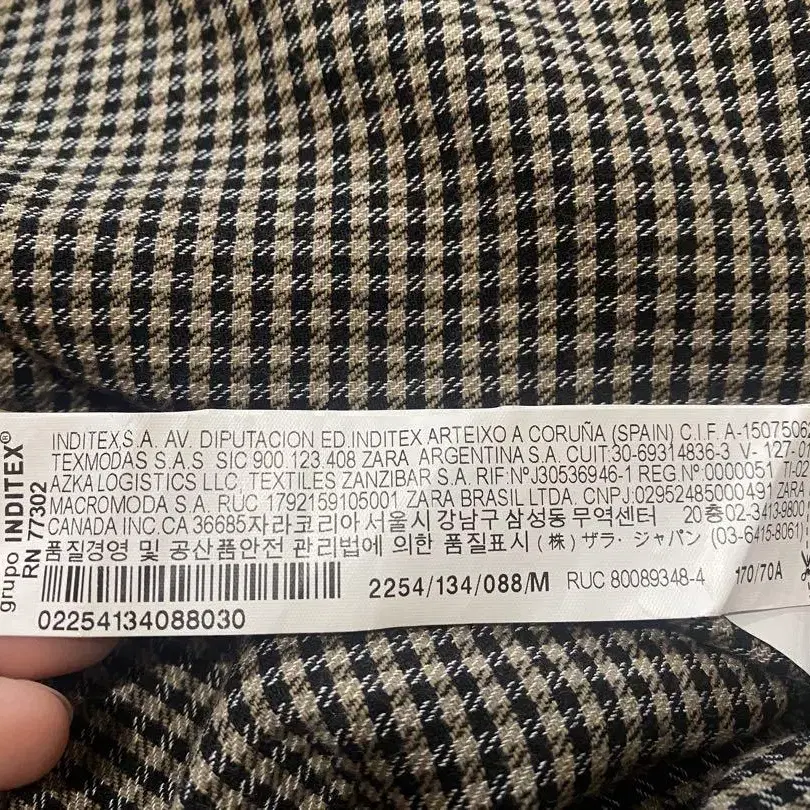 grupo INDITEX®
RN 77302
INDITEX,S.A. AV. DIPUTACION ED.INDITEX ARTEIXO A CORUÑA (SPAIN) C.I.F. A-15075062
TEXMODAS S.A.S SIC 900.123.408 ZARA ARGENTINA S.A. CUIT:30-69314836-3 V- 127-01
AZKA LOGISTICS LLC, TEXTILES ZANZIBAR S.A. RIF:Nº J30536946-1 REG.Nº:0000051 TI-02
MACROMODA S.A. RUC 1792159105001 ZARA BRASIL LTDA. CNPJ:02952485000491 ZARA
CANADA INC.CA 36685자라코리아 서울시 강남구 삼성동 무역센터 20층02-3413-9800
품질경영 및 공산품안전 관리법에 의한 품질표시 (株) ザラ・ジャパン (03-6415-8061)
2254/134/088/M RUC 80089348-4 170/70A
02254134088030